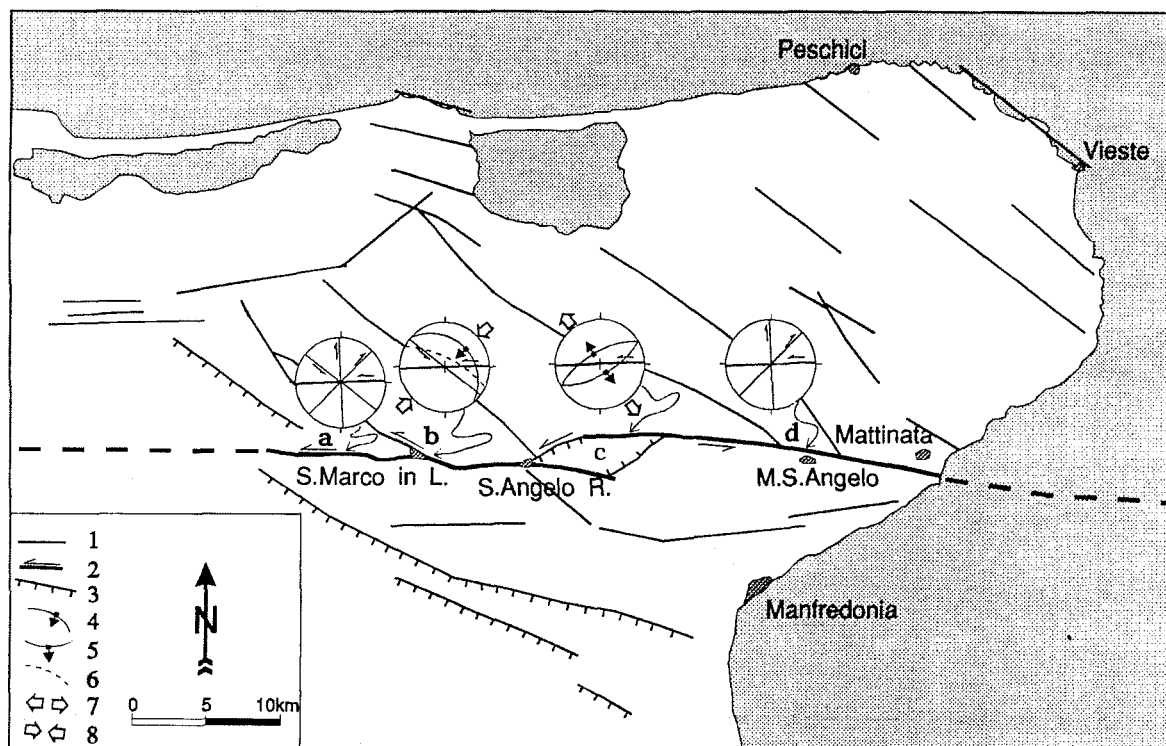 Peschici
Vieste
a
b
c
d
Mattinata
S.Marco in L.
S.Angelo R.
M.S.Angelo
Manfredonia
1
2
3
4
5
6
7
8
N
0 5 10km